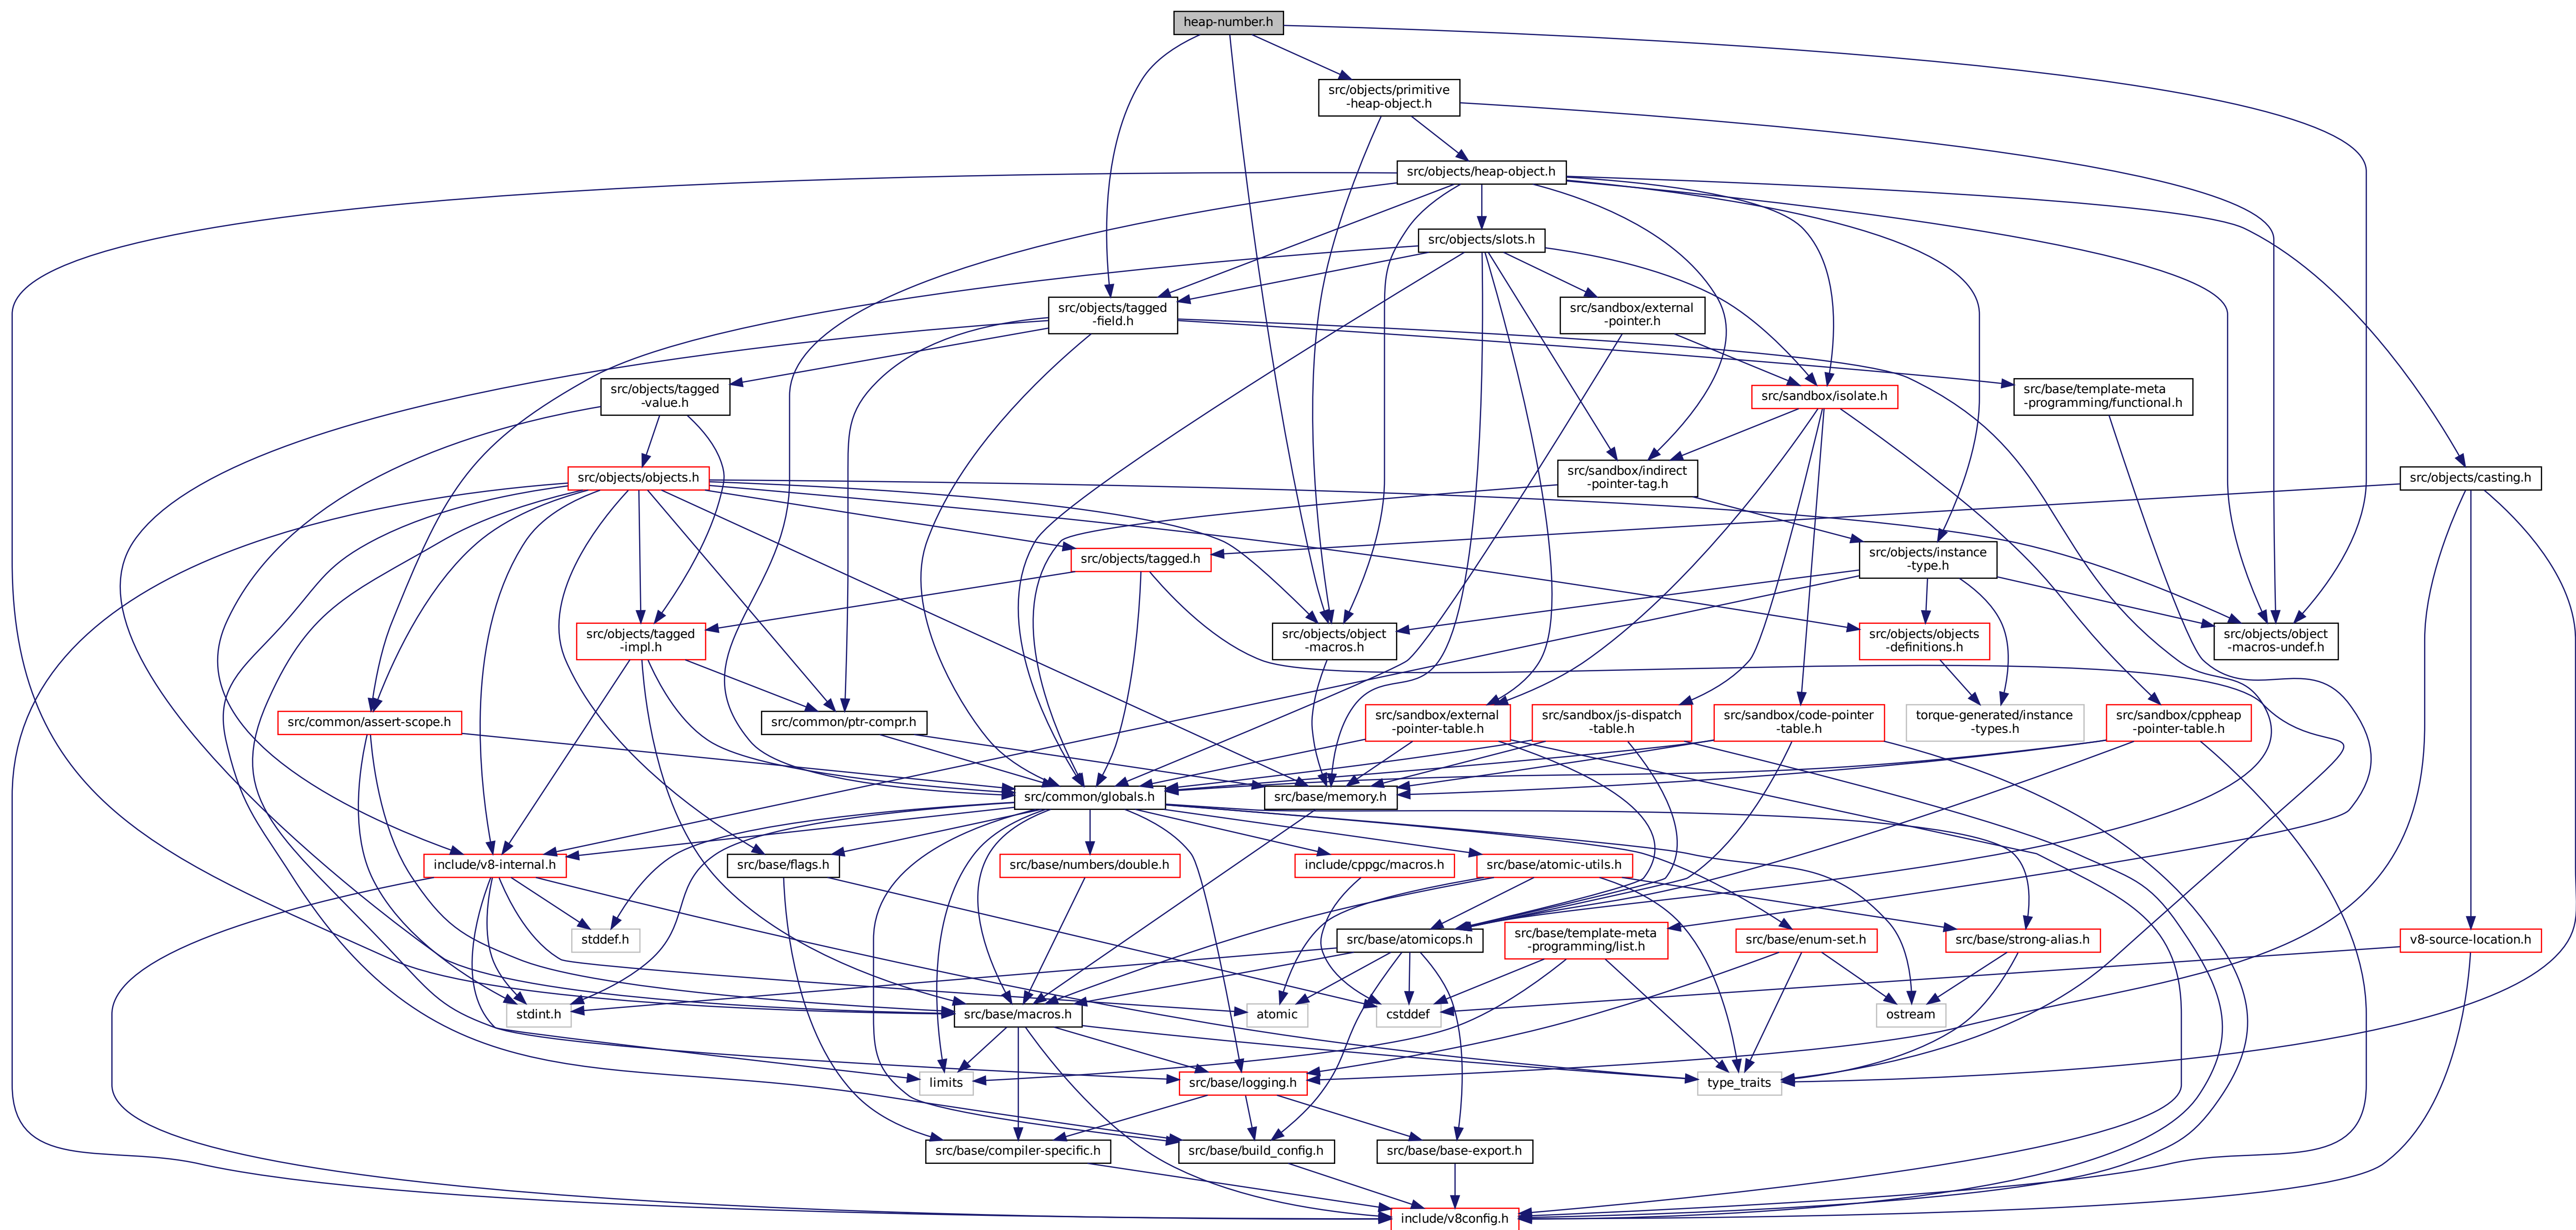 heap-number.h
src/objects/primitive
-heap-object.h
src/objects/heap-object.h
src/objects/slots.h
src/objects/tagged
-field.h
src/sandbox/external
-pointer.h
src/objects/tagged
-value.h
src/sandbox/isolate.h
src/base/template-meta
-programming/functional.h
src/objects/objects.h
src/sandbox/indirect
-pointer-tag.h
src/objects/casting.h
src/objects/tagged.h
src/objects/instance
-type.h
src/objects/tagged
-impl.h
src/objects/object
-macros.h
src/objects/objects
-definitions.h
src/objects/object
-macros-undef.h
src/common/assert-scope.h
src/common/ptr-compr.h
src/sandbox/external
-pointer-table.h
src/sandbox/js-dispatch
-table.h
src/sandbox/code-pointer
-table.h
torque-generated/instance
-types.h
src/sandbox/cppheap
-pointer-table.h
src/common/globals.h
src/base/memory.h
include/v8-internal.h
src/base/flags.h
src/base/numbers/double.h
include/cppgc/macros.h
src/base/atomic-utils.h
stddef.h
src/base/atomicops.h
src/base/template-meta
-programming/list.h
src/base/enum-set.h
src/base/strong-alias.h
v8-source-location.h
stdint.h
src/base/macros.h
atomic
cstddef
ostream
limits
src/base/logging.h
type_traits
src/base/compiler-specific.h
src/base/build_config.h
src/base/base-export.h
include/v8config.h